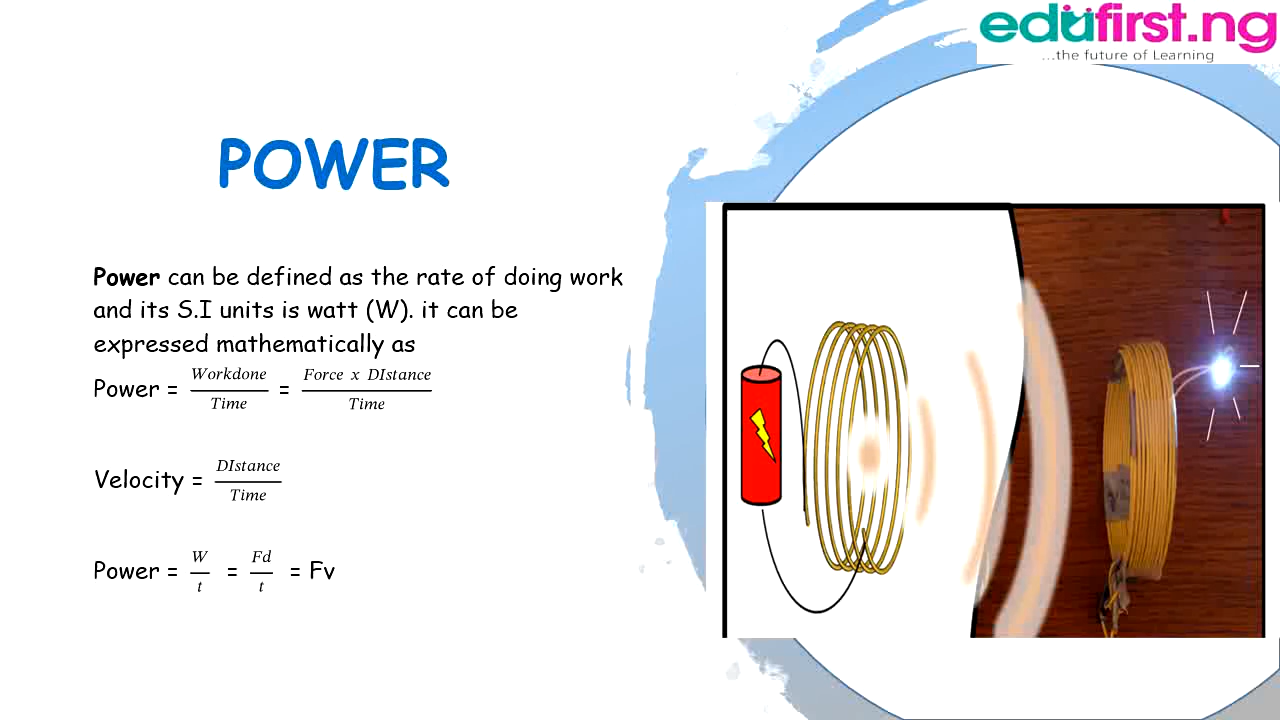 edufirst.ng
...the future of Learning
POWER
Power can be defined as the rate of doing work
and its S.I units is watt (W). it can be
expressed mathematically as
Power = Workdone/Time = Force x DIstance/Time
Velocity = DIstance/Time
Power = W/t = Fd/t = Fv